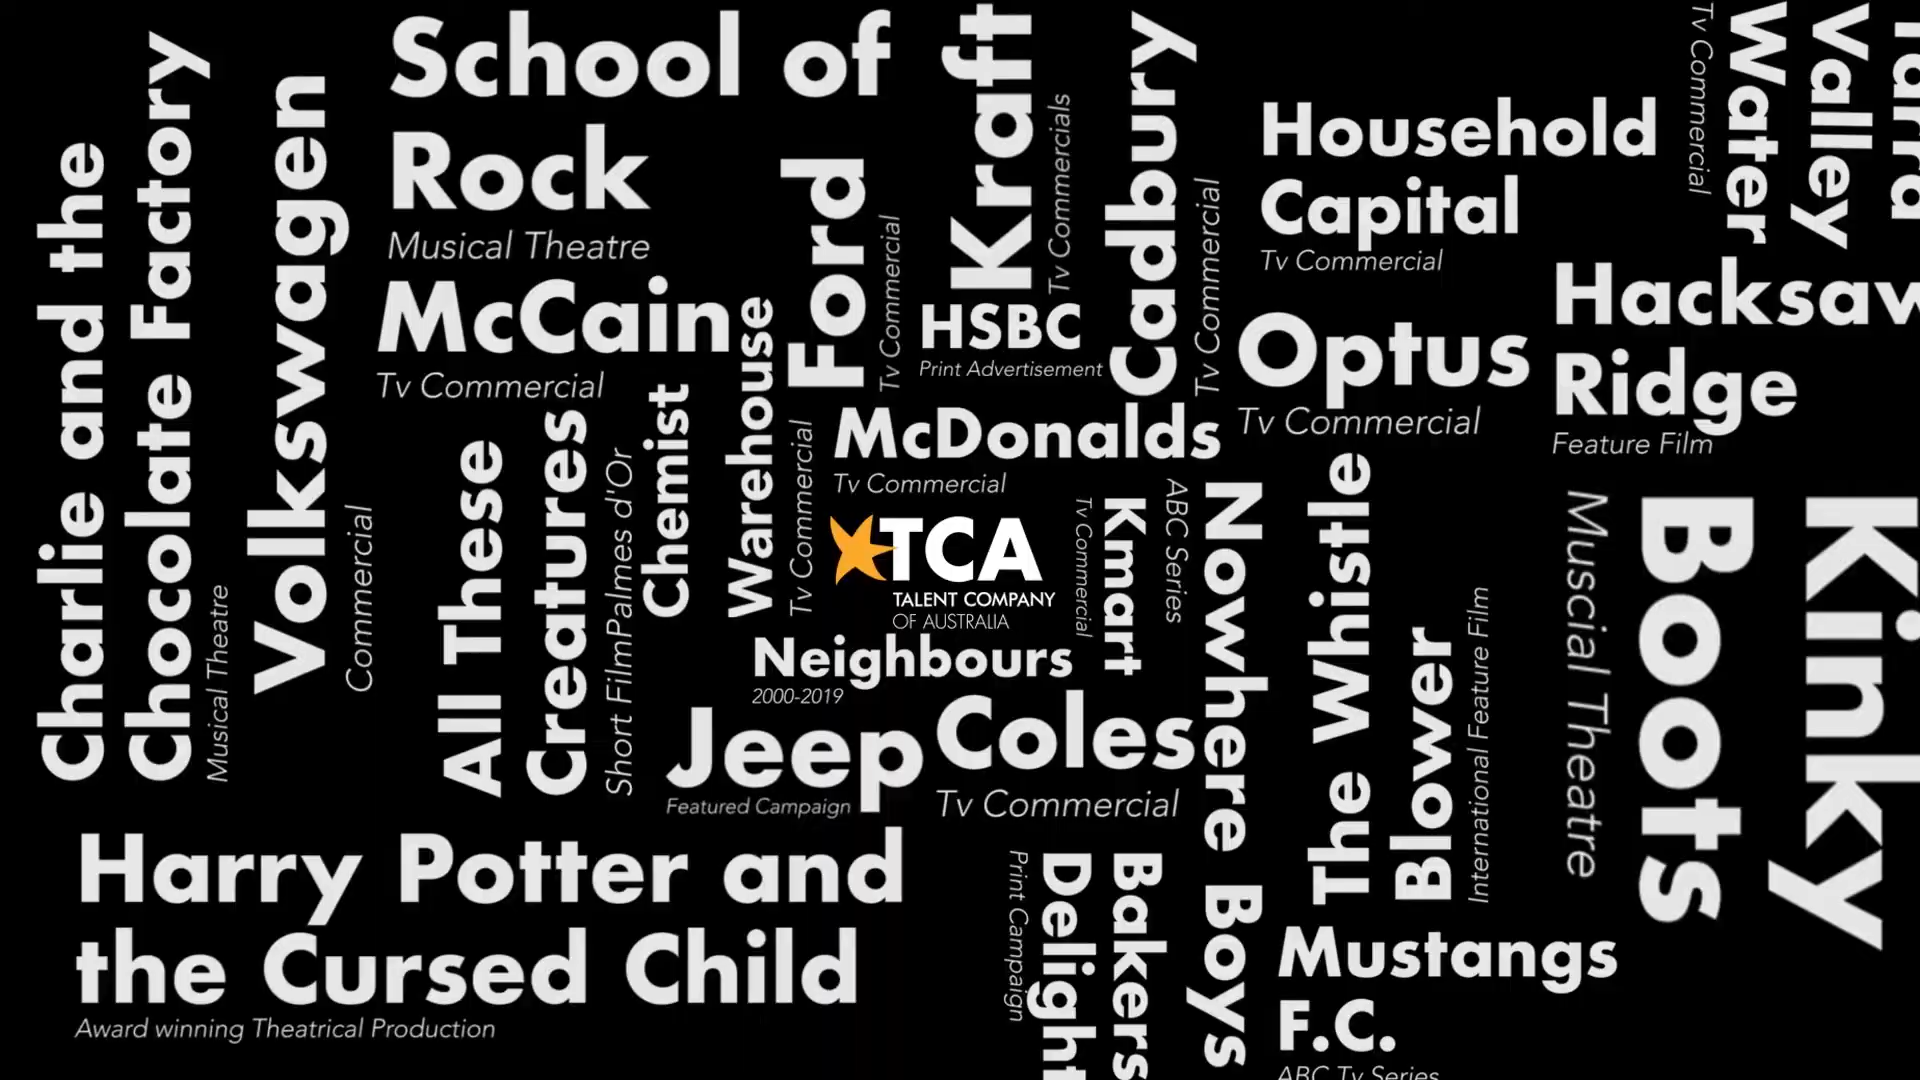 Charlie and the
Chocolate Factory
Musical Theatre
Volkswagen
Commercial
School of
Rock
Musical Theatre
McCain
Tv Commercial
All These
Creatures
Short FilmPalmes d'Or
Chemist
Warehouse
Tv Commercial
Ford
Tv Commercial
Kraft
Tv Commercials
HSBC
Print Advertisement
Cadbury
Tv Commercial
McDonalds
Tv Commercial
TCA
TALENT COMPANY
OF AUSTRALIA
Neighbours
2000-2019
Jeep
Featured Campaign
Coles
Tv Commercial
Kmart
Tv Commercial
Nowhere Boys
ABC Series
Household
Capital
Tv Commercial
Optus
Tv Commercial
Valley
Water
Tv Commercial
Hacksaw
Ridge
Feature Film
The Whistle
Blower
International Feature Film
Kinky
Boots
Muscial Theatre
Harry Potter and
the Cursed Child
Award winning Theatrical Production
Bakers
Delight
Print Campaign
Mustangs
F.C.
ABC Tv Series